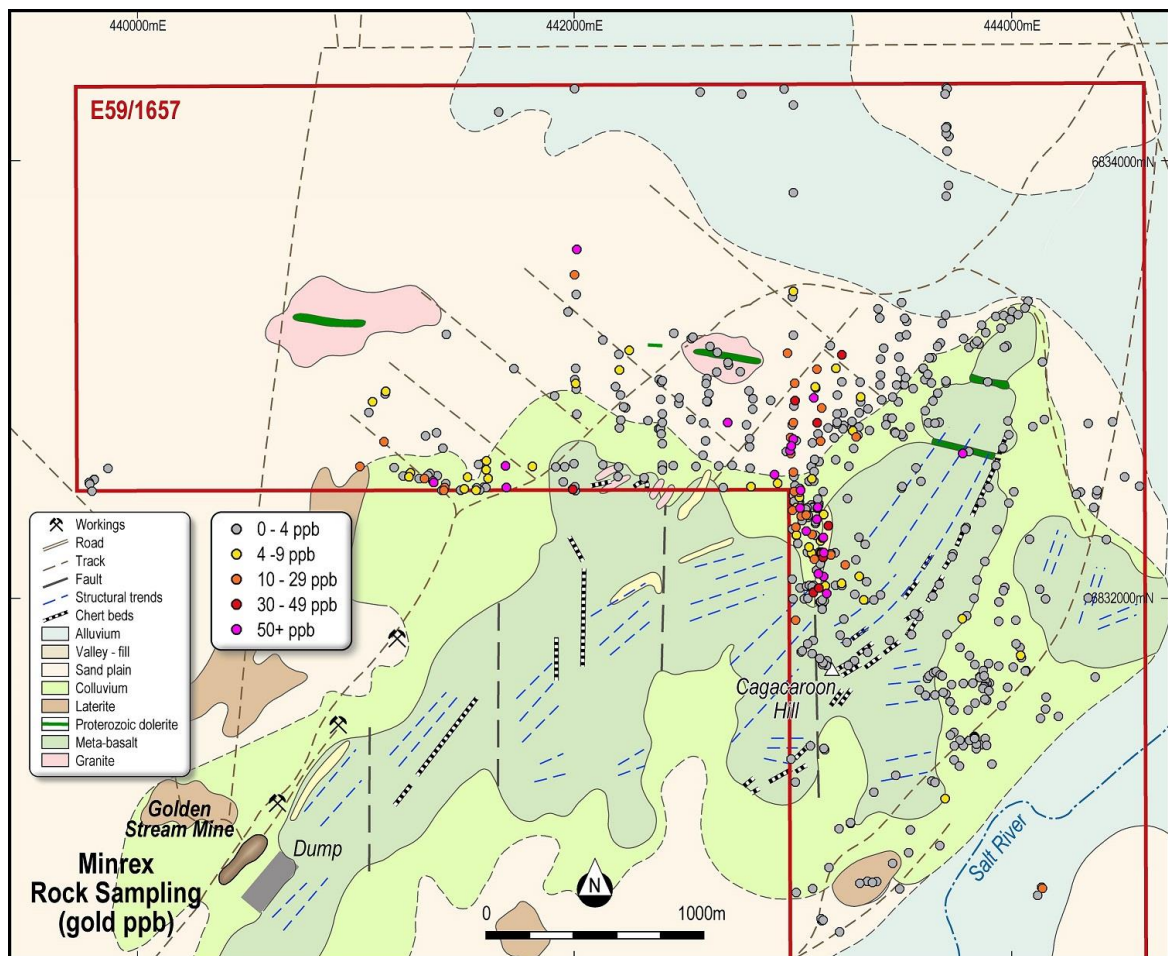 440000mE
442000mE
444000mE
E59/1657
6834000mN
Workings
Road
Track
Fault
Structural trends
Chert beds
Alluvium
Valley - fill
Sand plain
Colluvium
Laterite
Proterozoic dolerite
Meta-basalt
Granite
0 - 4 ppb
4 -9 ppb
10 - 29 ppb
30 - 49 ppb
50+ ppb
6832000mN
Cagacaroon
Hill
Golden
Stream Mine
Dump
Salt River
Minrex
Rock Sampling
(gold ppb)
N
0
1000m